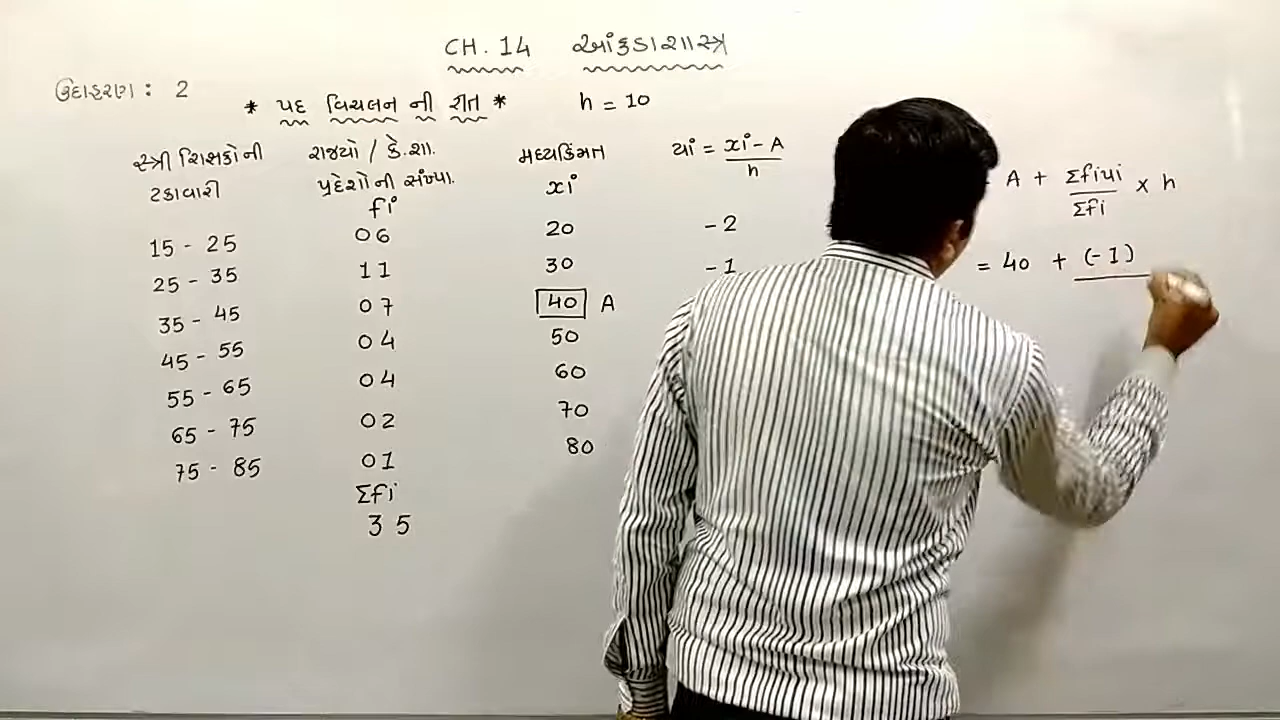 CH. 14 આંકડાશાસ્ત્ર
ઉદાહરણ : 2
* પદ વિચલન ની રીત * h = 10
સ્ત્રી શિક્ષકોની રાજ્યો / કે.શા. મધ્યકિંમત યાં = xi - A / h
ટકાવારી પ્રદેશોની સંખ્યા. xi A + Σfiui / Σfi x h
fi
15 - 25 06 20 -2
25 - 35 11 30 -1 = 40 + (-1)
35 - 45 07 40 A
45 - 55 04 50
55 - 65 04 60
65 - 75 02 70
75 - 85 01 80
Σfi
35